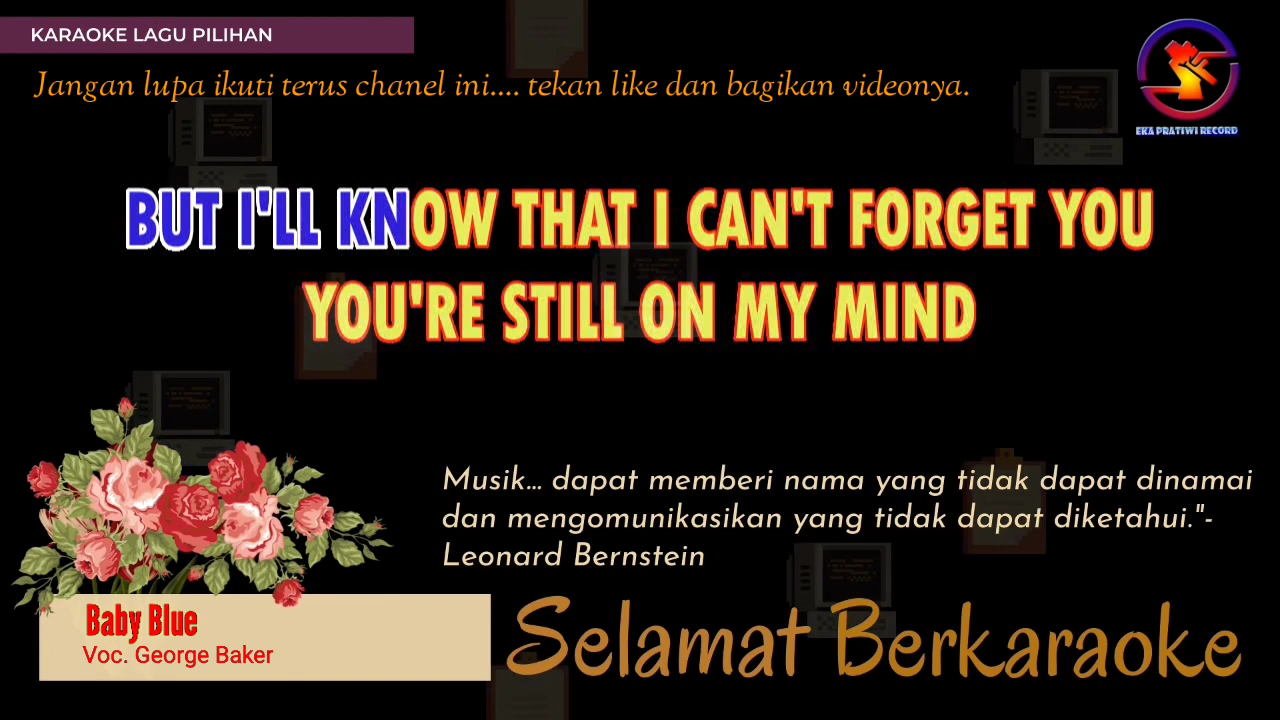 KARAOKE LAGU PILIHAN
Jangan lupa ikuti terus chanel ini.... tekan like dan bagikan videonya.
EKA PRATIWI RECORD
BUT I'LL KNOW THAT I CAN'T FORGET YOU
YOU'RE STILL ON MY MIND
Musik... dapat memberi nama yang tidak dapat dinamai
dan mengomunikasikan yang tidak dapat diketahui."-
Leonard Bernstein
Baby Blue
Voc. George Baker
Selamat Berkaraoke